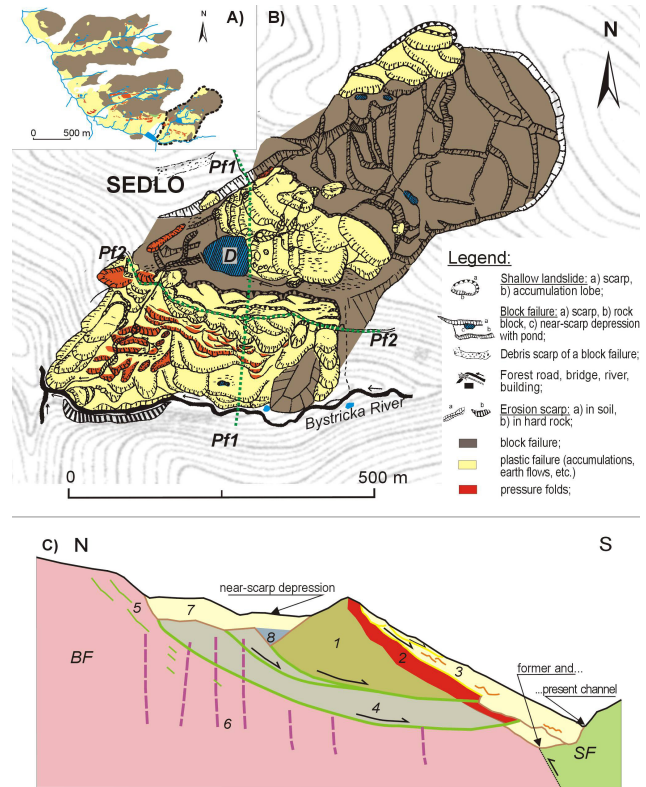 N
A)
0 500 m
B)
N
Pf1
SEDLO
D
Pf2
Pf2
Pf1
Bystricka River
0 500 m
Legend:
a
b
Shallow landslide: a) scarp,
b) accumulation lobe;
a
b
c
Block failure: a) scarp, b) rock
block, c) near-scarp depression
with pond;
Debris scarp of a block failure;
Forest road, bridge, river,
building;
a b
Erosion scarp: a) in soil,
b) in hard rock;
block failure;
plastic failure (accumulations,
earth flows, etc.)
pressure folds;
C) N
S
near-scarp depression
5
7
8
1
2
3
BF
4
6
former and...
...present channel
SF